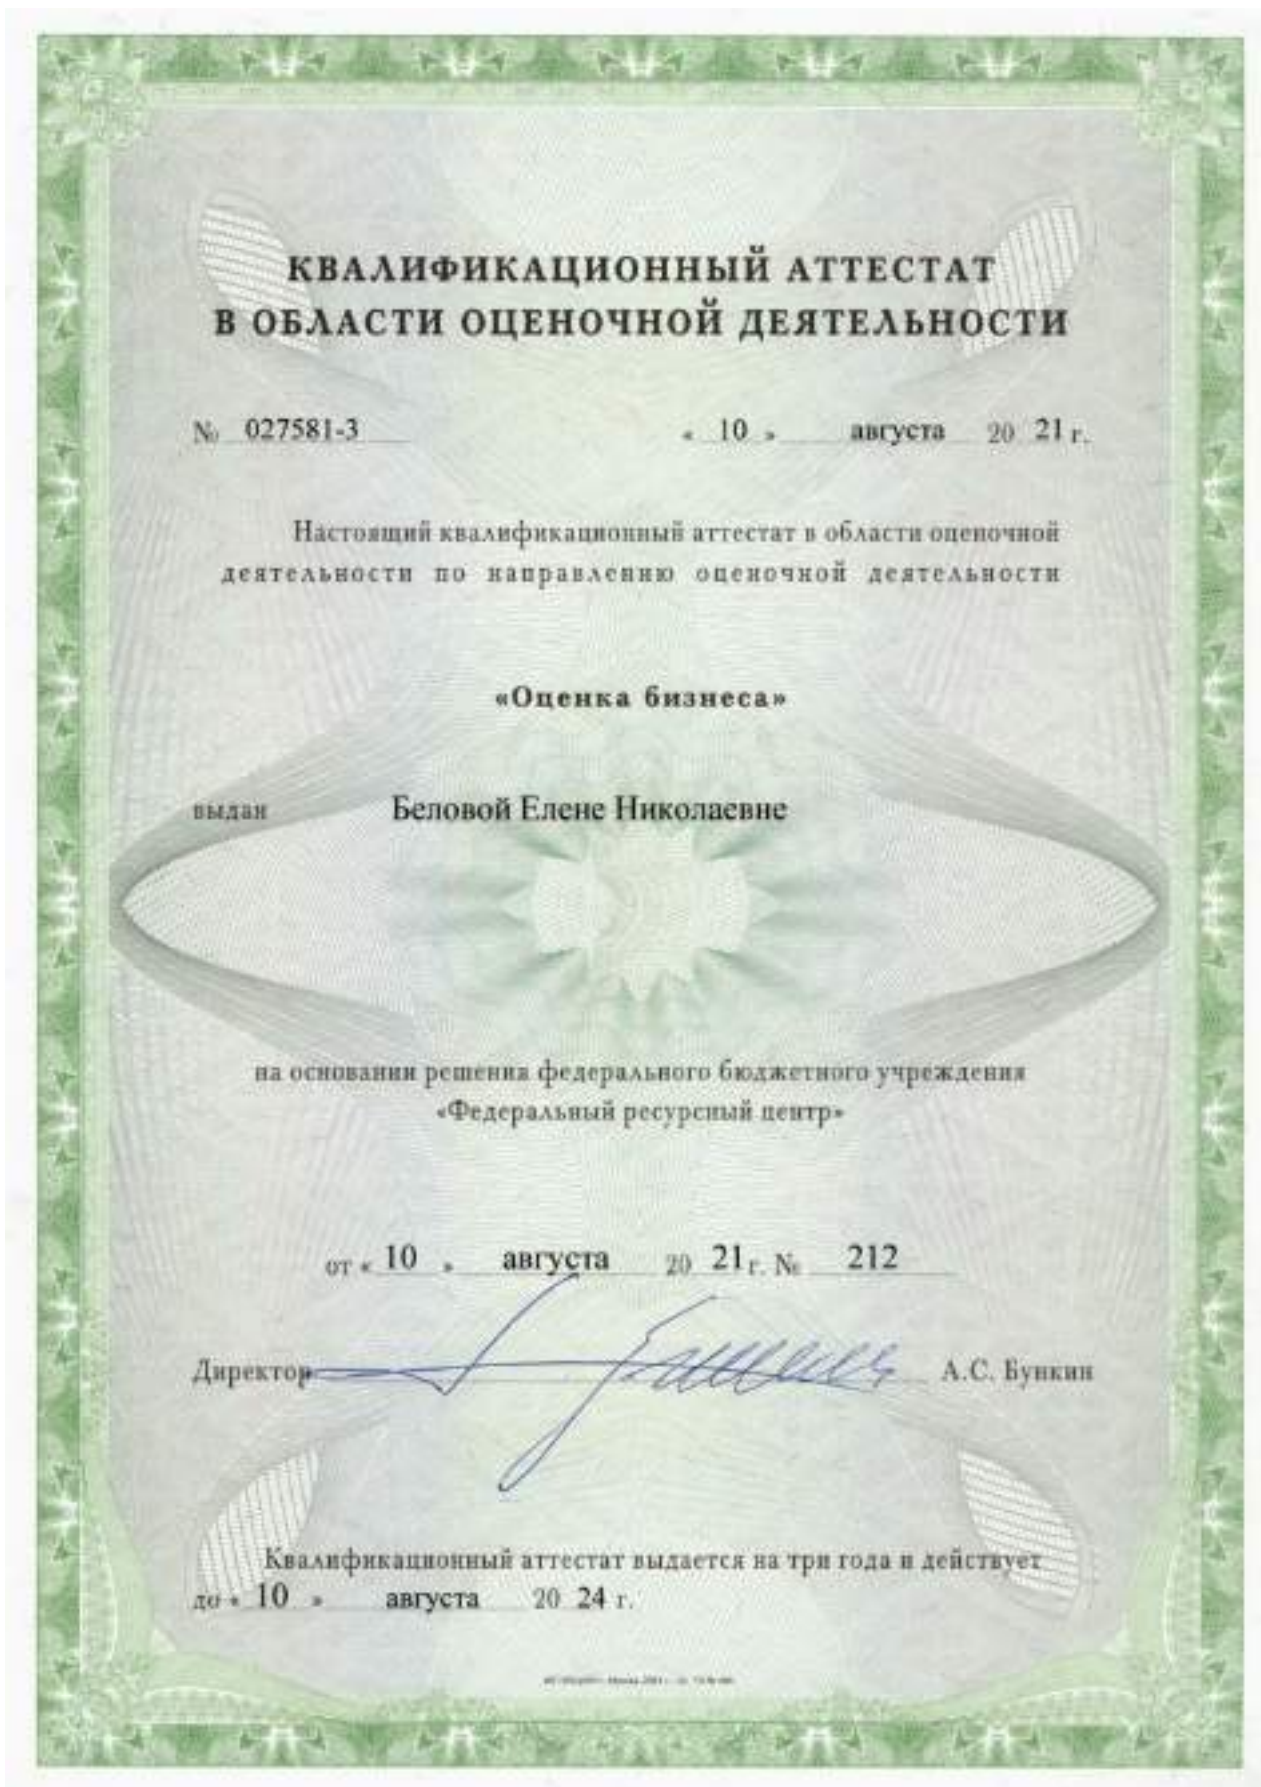 КВАЛИФИКАЦИОННЫЙ АТТЕСТАТ
В ОБЛАСТИ ОЦЕНОЧНОЙ ДЕЯТЕЛЬНОСТИ
№ 027581-3 « 10 » августа 20 21 г.
Настоящий квалификационный аттестат в области оценочной
деятельности по направлению оценочной деятельности
«Оценка бизнеса»
выдан Беловой Елене Николаевне
на основании решения федерального бюджетного учреждения
«Федеральный ресурсный центр»
от « 10 » августа 20 21 г. № 212
Директор А.С. Бункин
Квалификационный аттестат выдается на три года и действует
до « 10 » августа 20 24 г.